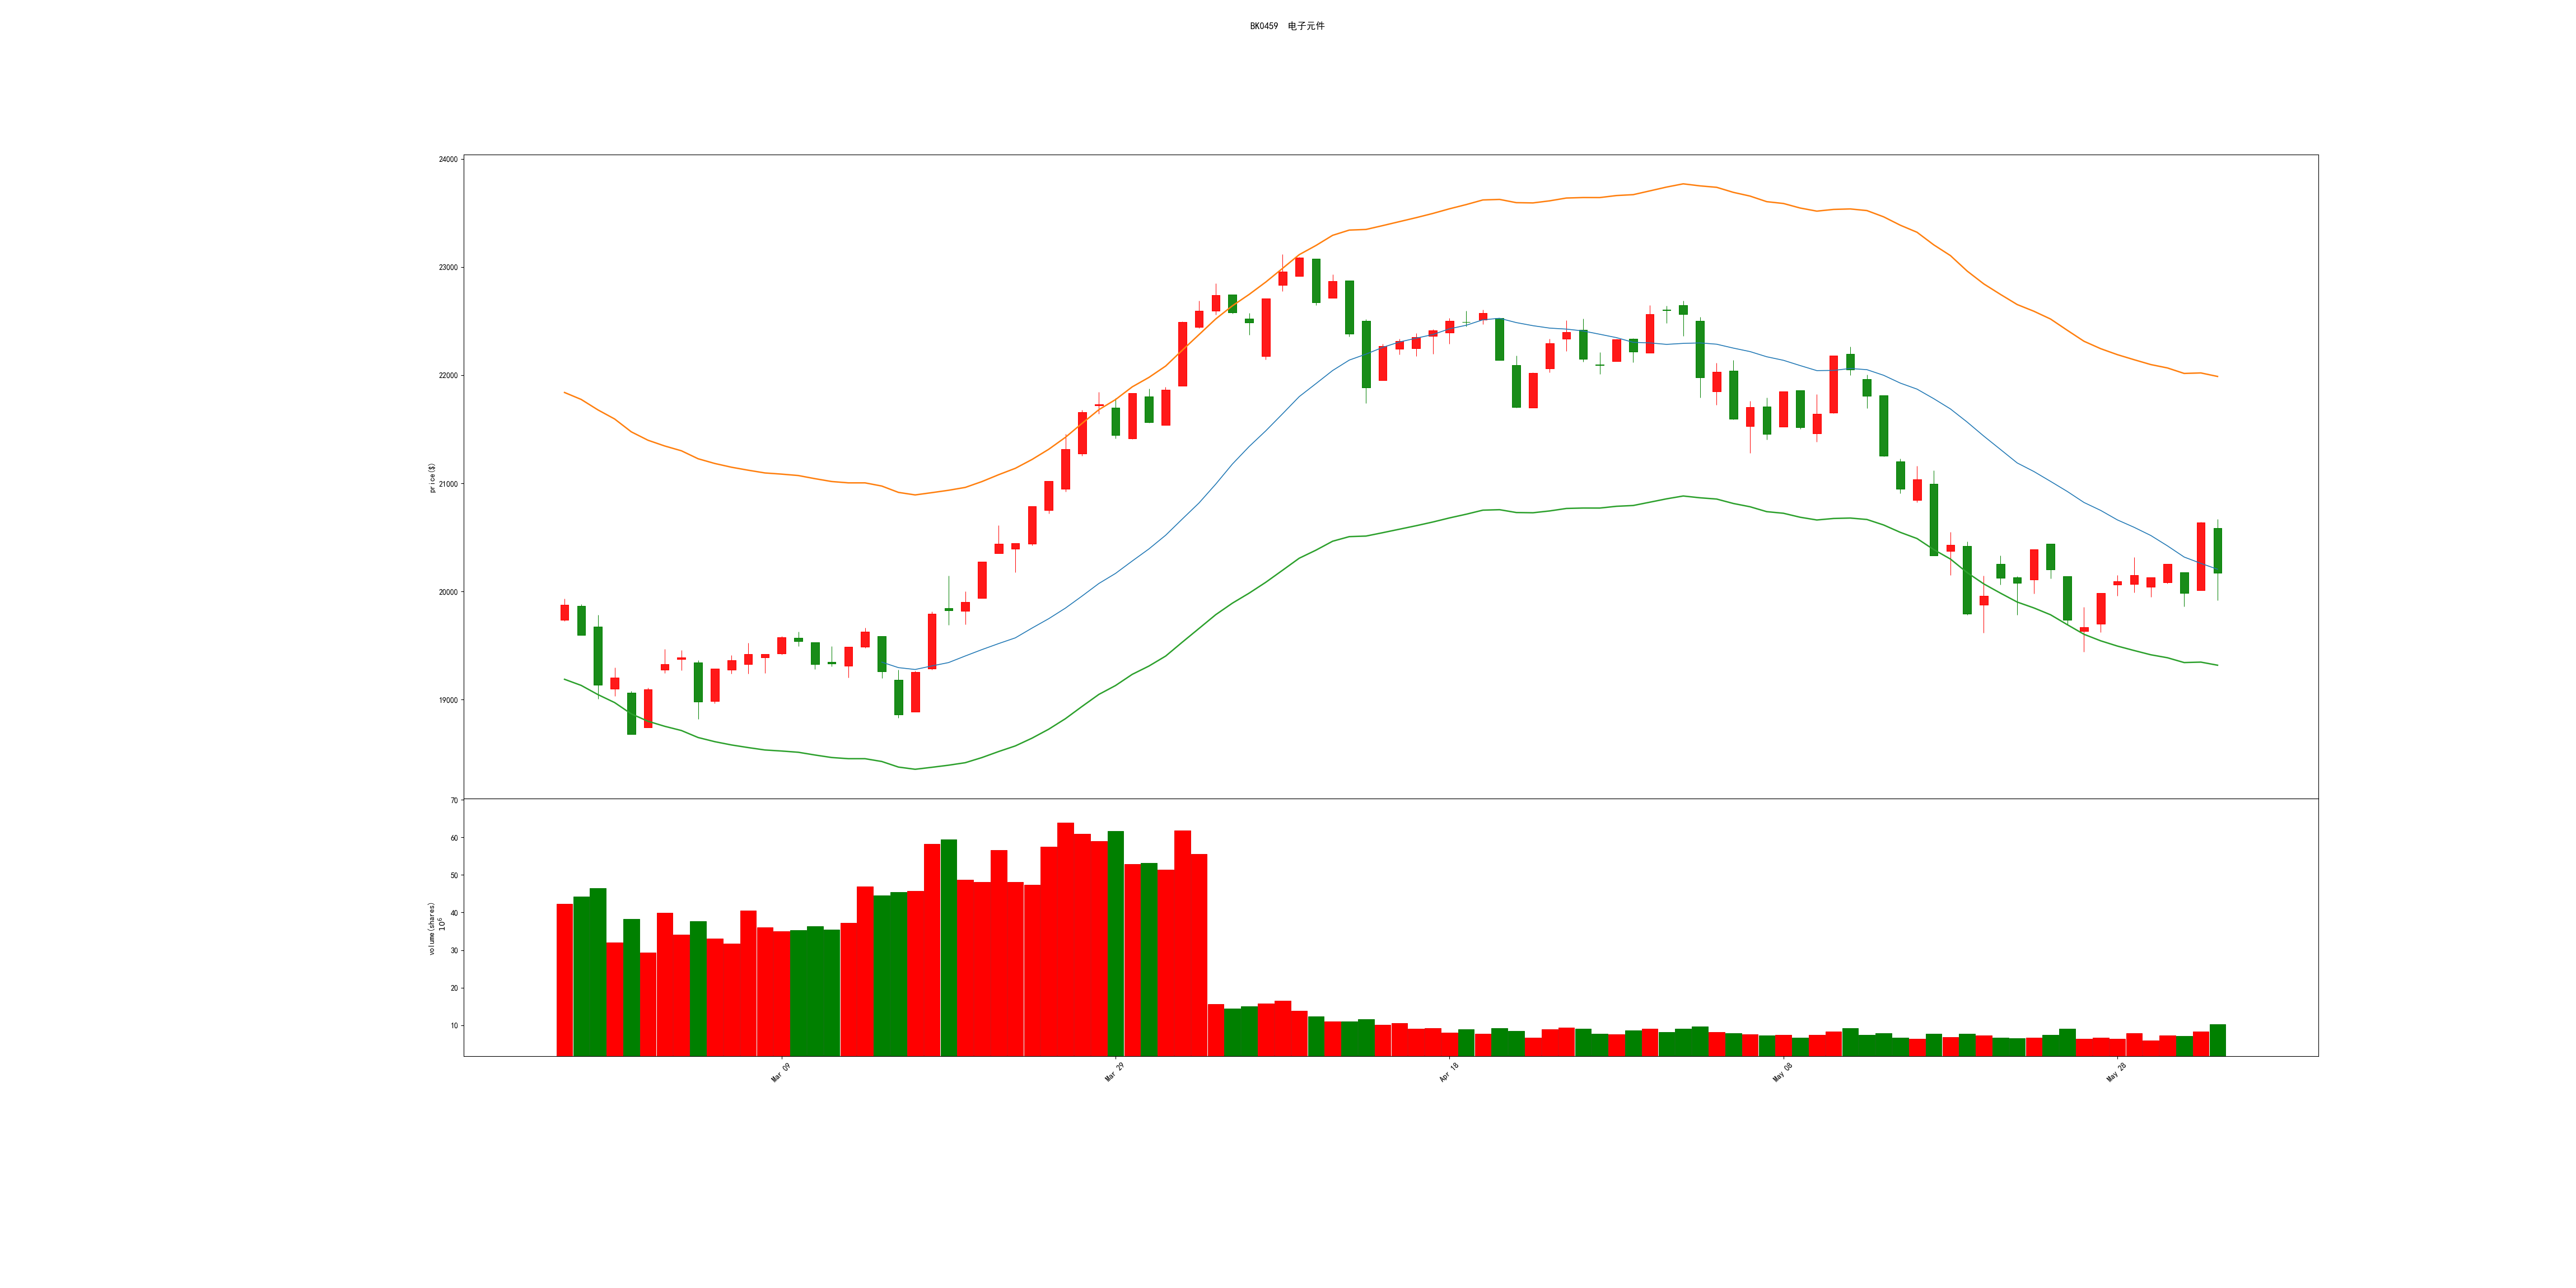 BK0459 电子元件
24000
23000
22000
21000
20000
19000
price($)
70
60
50
40
30
20
10
volume(shares)
10^6
Mar 09
Mar 29
Apr 18
May 08
May 28